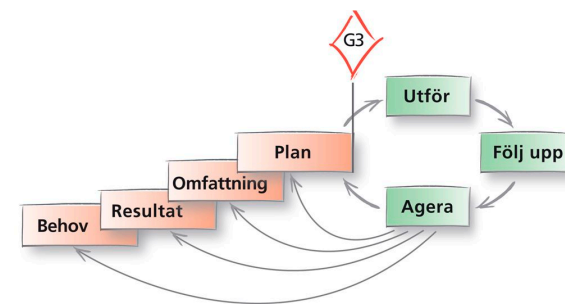 G3
Utför
Plan
Följ upp
Omfattning
Agera
Resultat
Behov